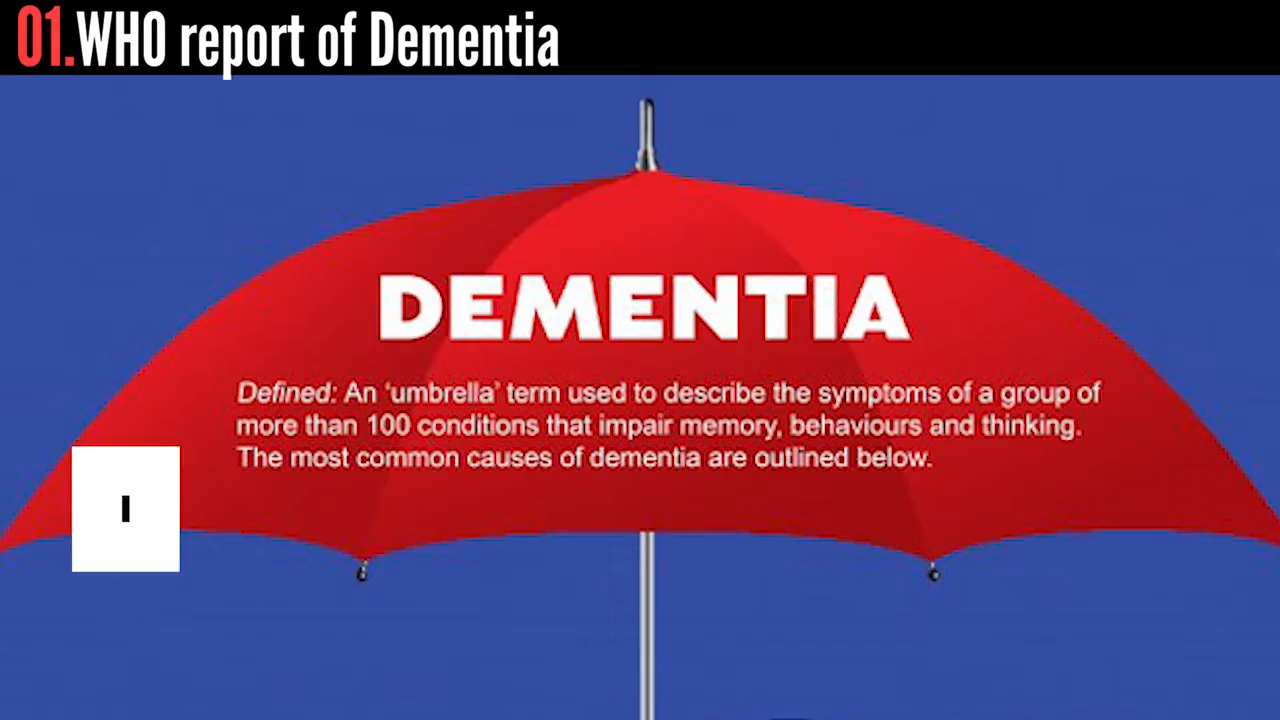 01.WHO report of Dementia
DEMENTIA
Defined: An ‘umbrella’ term used to describe the symptoms of a group of
more than 100 conditions that impair memory, behaviours and thinking.
The most common causes of dementia are outlined below.
I